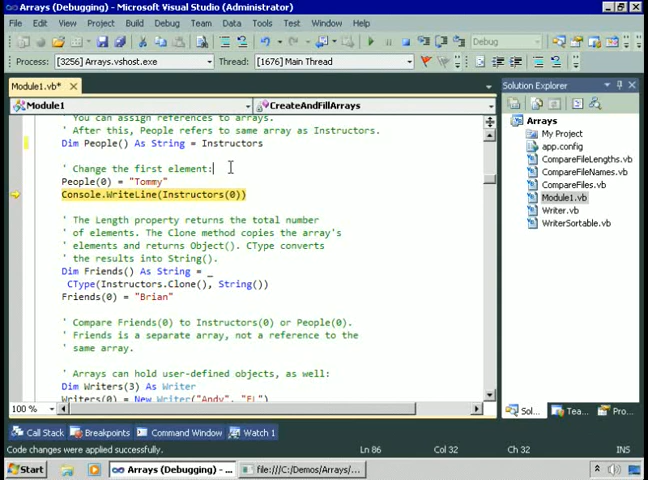 Arrays (Debugging) - Microsoft Visual Studio (Administrator)
File Edit View Project Build Debug Team Data Tools Test Window Help
Debug
Process: [3256] Arrays.vshost.exe Thread: [1676] Main Thread
Module1.vb*
Module1 CreateAndFillArrays
' You can assign references to arrays.
' After this, People refers to same array as Instructors.
Dim People() As String = Instructors
' Change the first element:
People(0) = "Tommy"
Console.WriteLine(Instructors(0))
' The Length property returns the total number
' of elements. The Clone method copies the array's
' elements and returns Object(). CType converts
' the results into String().
Dim Friends() As String = _
CType(Instructors.Clone(), String())
Friends(0) = "Brian"
' Compare Friends(0) to Instructors(0) or People(0).
' Friends is a separate array, not a reference to the
' same array.
' Arrays can hold user-defined objects, as well:
Dim Writers(3) As Writer
Writers(0) = New Writer("Andy",
100 %
Solution Explorer
Arrays
My Project
app.config
CompareFileLengths.vb
CompareFileNames.vb
CompareFiles.vb
Module1.vb
Writer.vb
WriterSortable.vb
Sol... Tea... Pro...
Call Stack Breakpoints Command Window Watch 1
Code changes were applied successfully. Ln 86 Col 32 Ch 32 INS
Start Arrays (Debugging) - ... file:///C:/Demos/Arrays/...